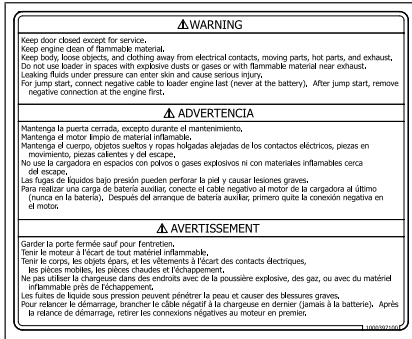 ⚠WARNING
Keep door closed except for service.
Keep engine clean of flammable material.
Keep body, loose objects, and clothing away from electrical contacts, moving parts, hot parts, and exhaust.
Do not use loader in spaces with explosive dusts or gases or with flammable material near exhaust.
Leaking fluids under pressure can enter skin and cause serious injury.
For jump start, connect negative cable to loader engine last (never at the battery). After jump start, remove
negative connection at the engine first.
⚠ ADVERTENCIA
Mantenga la puerta cerrada, excepto durante el mantenimiento.
Mantenga el motor limpio de material inflamable.
Mantenga el cuerpo, objetos sueltos y ropas holgadas alejadas de los contactos eléctricos, piezas en
movimiento, piezas calientes y del escape.
No use la cargadora en espacios con polvos o gases explosivos ni con materiales inflamables cerca
del escape.
Las fugas de líquidos bajo presión pueden perforar la piel y causar lesiones graves.
Para realizar una carga de batería auxiliar, conecte el cable negativo al motor de la cargadora al último
(nunca en la batería). Después del arranque de batería auxiliar, primero quite la conexión negativa en
el motor.
⚠ AVERTISSEMENT
Garder la porte fermée sauf pour l'entretien.
Tenir le moteur à l'écart de tout matériel inflammable.
Tenir le corps, les objets épars, et les vêtements à l'écart des contacts électriques,
les pièces mobiles, les pièces chaudes et l'échappement.
Ne pas utiliser la chargeuse dans des endroits avec de la poussière explosive, des gaz, ou avec du matériel
inflammable près de l'échappement.
Les fuites de liquide sous pression peuvent pénétrer la peau et causer des blessures graves.
Pour relancer le démarrage, brancher le câble négatif à la chargeuse en dernier (jamais à la batterie). Après
la relance de démarrage, retirer les connexions négatives au moteur en premier.
1000397100